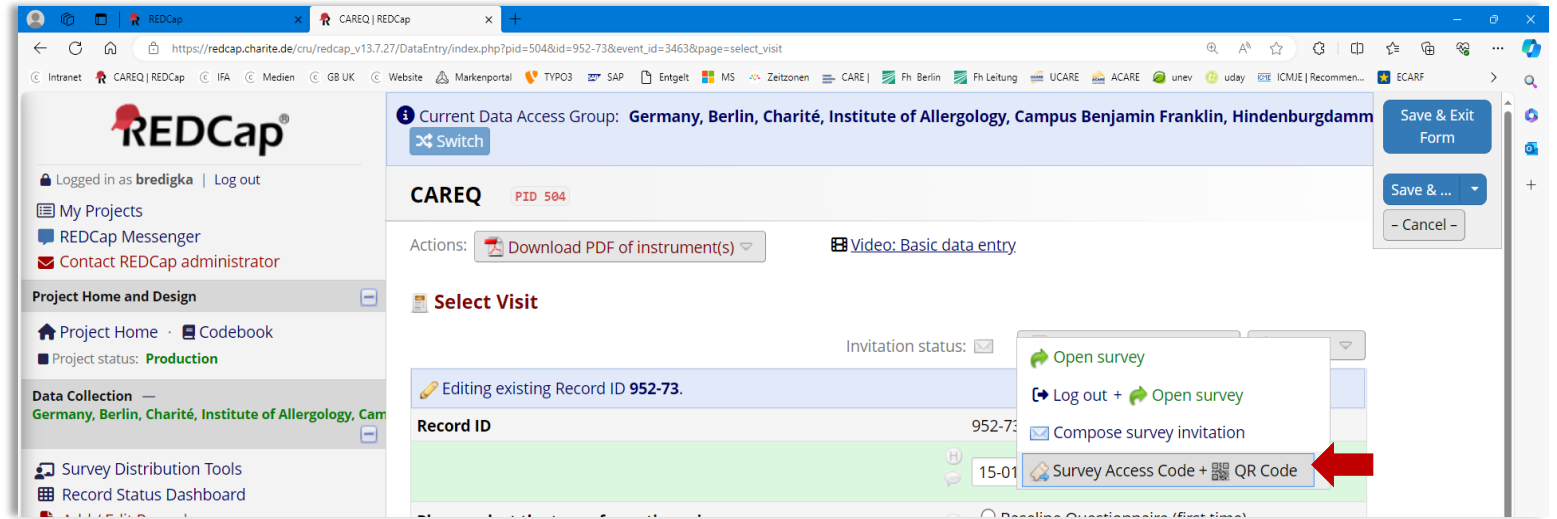 REDCap
CAREQ | REDCap
https://redcap.charite.de/cru/redcap_v13.7.27/DataEntry/index.php?pid=504&id=952-73&event_id=3463&page=select_visit
Intranet CAREQ | REDCap IFA Medien GB UK Website Markenportal TYPO3 SAP Entgelt MS Zeitzonen CARE | Fh Berlin Fh Leitung UCARE ACARE unev uday ICMJE | Recommen... ECARF
REDCap®
Logged in as bredigka | Log out
My Projects
REDCap Messenger
Contact REDCap administrator
Project Home and Design
Project Home · Codebook
Project status: Production
Data Collection —
Germany, Berlin, Charité, Institute of Allergology, Cam
Survey Distribution Tools
Record Status Dashboard
Current Data Access Group: Germany, Berlin, Charité, Institute of Allergology, Campus Benjamin Franklin, Hindenburgdamm
Switch
CAREQ PID 504
Actions: Download PDF of instrument(s) Video: Basic data entry
Select Visit
Invitation status:
Open survey
Log out + Open survey
Compose survey invitation
Survey Access Code + QR Code
Editing existing Record ID 952-73.
Record ID 952-73
H
15-01
Save & Exit
Form
Save & ...
– Cancel –